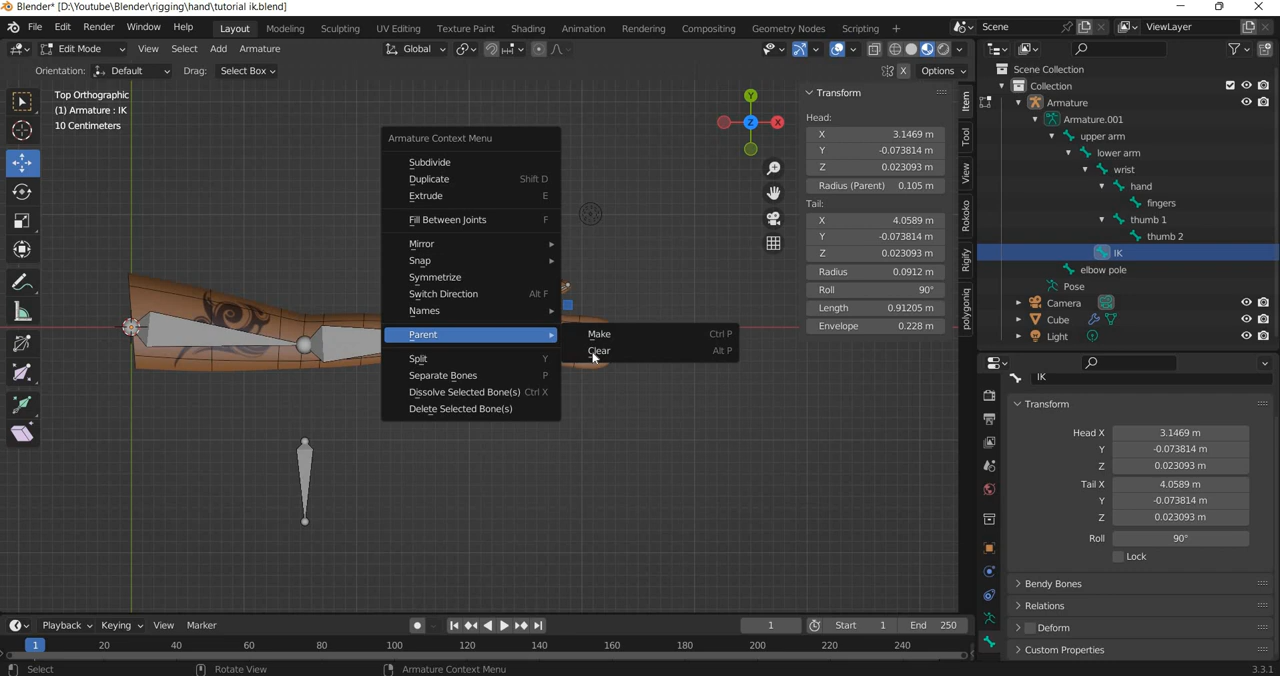 Blender* [D:\Youtube\Blender\rigging\hand\tutorial ik.blend]
File Edit Render Window Help Layout Modeling Sculpting UV Editing Texture Paint Shading Animation Rendering Compositing Geometry Nodes Scripting + Scene ViewLayer
Edit Mode View Select Add Armature Global
Orientation: Default Drag: Select Box X Options
Top Orthographic
(1) Armature : IK
10 Centimeters
Y
Z
X
Armature Context Menu
Subdivide
Duplicate Shift D
Extrude E
Fill Between Joints F
Mirror
Snap
Symmetrize
Switch Direction Alt F
Names
Parent
Split Y
Separate Bones P
Dissolve Selected Bone(s) Ctrl X
Delete Selected Bone(s)
Make Ctrl P
Clear Alt P
Transform
Head:
X 3.1469 m
Y -0.073814 m
Z 0.023093 m
Radius (Parent) 0.105 m
Tail:
X 4.0589 m
Y -0.073814 m
Z 0.023093 m
Radius 0.0912 m
Roll 90°
Length 0.91205 m
Envelope 0.228 m
Item
Tool
View
Rokoko
Rigify
polygoniq
Scene Collection
Collection
Armature
Armature.001
upper arm
lower arm
wrist
hand
fingers
thumb 1
thumb 2
IK
elbow pole
Pose
Camera
Cube
Light
IK
Transform
Head X 3.1469 m
Y -0.073814 m
Z 0.023093 m
Tail X 4.0589 m
Y -0.073814 m
Z 0.023093 m
Roll 90°
Lock
Bendy Bones
Relations
Deform
Custom Properties
Playback Keying View Marker 1 Start 1 End 250
1 20 40 60 80 100 120 140 160 180 200 220 240
Select Rotate View Armature Context Menu 3.3.1